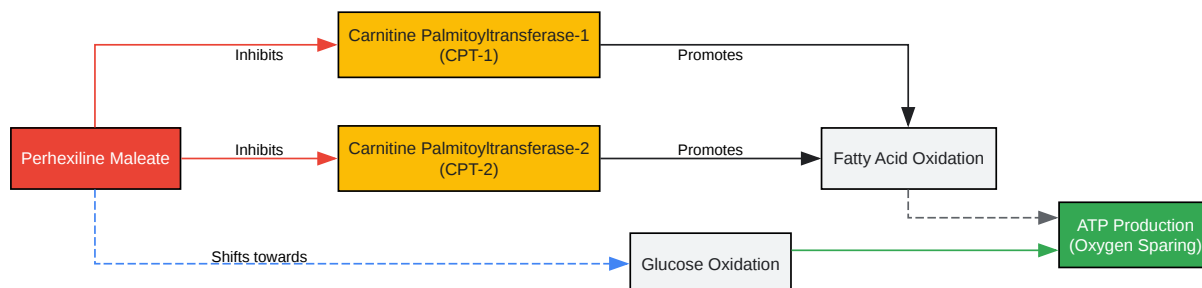 Carnitine Palmitoyltransferase-1
(CPT-1)
Inhibits
Promotes
Perhexiline Maleate
Inhibits
Carnitine Palmitoyltransferase-2
(CPT-2)
Promotes
Fatty Acid Oxidation
Shifts towards
Glucose Oxidation
ATP Production
(Oxygen Sparing)